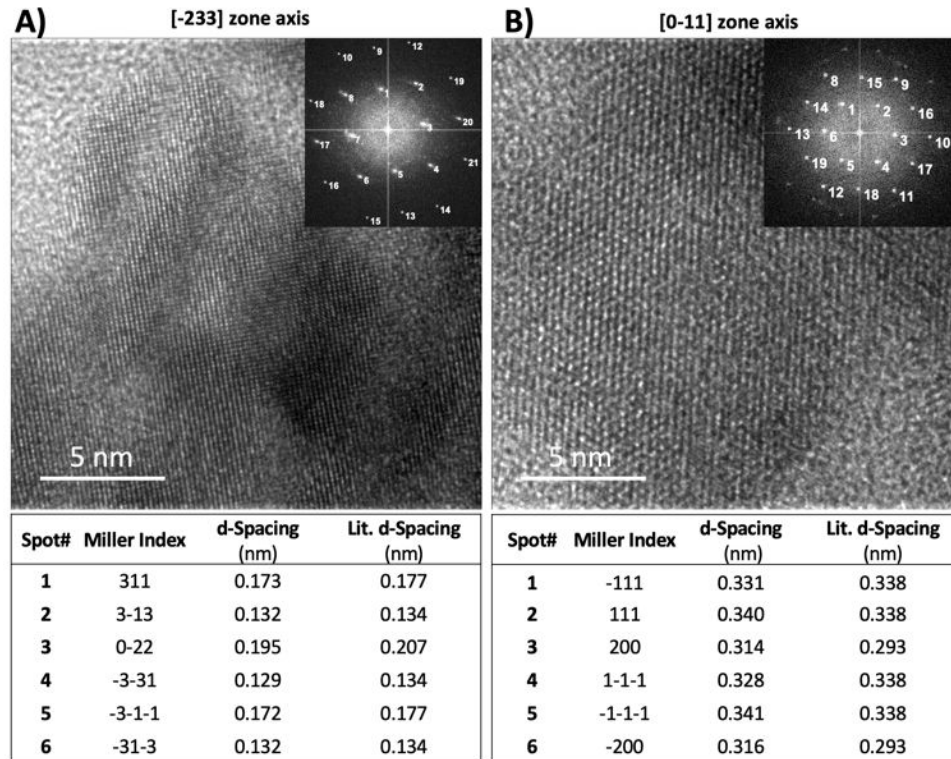 A)
[-233] zone axis
12
9
10
19
2
1
8
18
20
3
7
17
21
4
5
6
16
14
13
15
5 nm
Spot# Miller Index d-Spacing (nm) Lit. d-Spacing (nm)
1 311 0.173 0.177
2 3-13 0.132 0.134
3 0-22 0.195 0.207
4 -3-31 0.129 0.134
5 -3-1-1 0.172 0.177
6 -31-3 0.132 0.134
B)
[0-11] zone axis
8
15
9
14
1
2
16
13
6
3
10
19
5
4
17
12
18
11
5 nm
Spot# Miller Index d-Spacing (nm) Lit. d-Spacing (nm)
1 -111 0.331 0.338
2 111 0.340 0.338
3 200 0.314 0.293
4 1-1-1 0.328 0.338
5 -1-1-1 0.341 0.338
6 -200 0.316 0.293